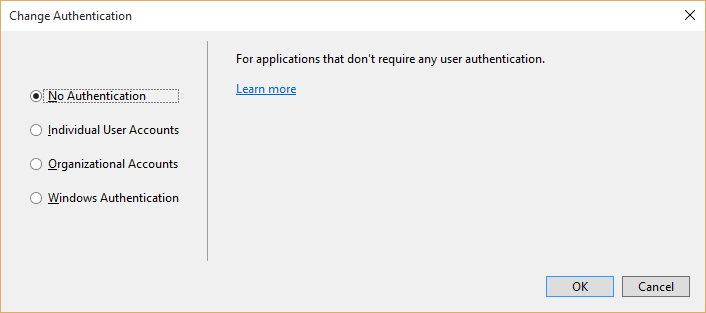 Change Authentication
No Authentication
Individual User Accounts
Organizational Accounts
Windows Authentication
For applications that don't require any user authentication.
Learn more
OK
Cancel